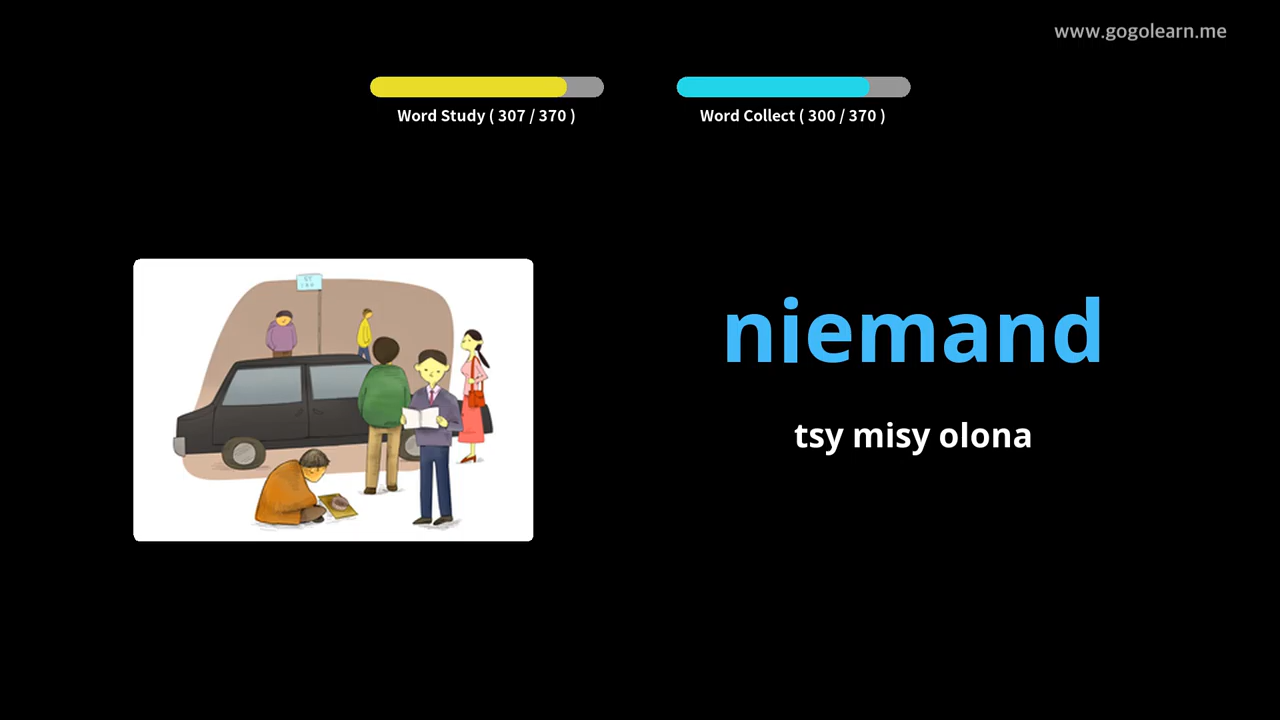 www.gogolearn.me
Word Study ( 307 / 370 )
Word Collect ( 300 / 370 )
niemand
tsy misy olona